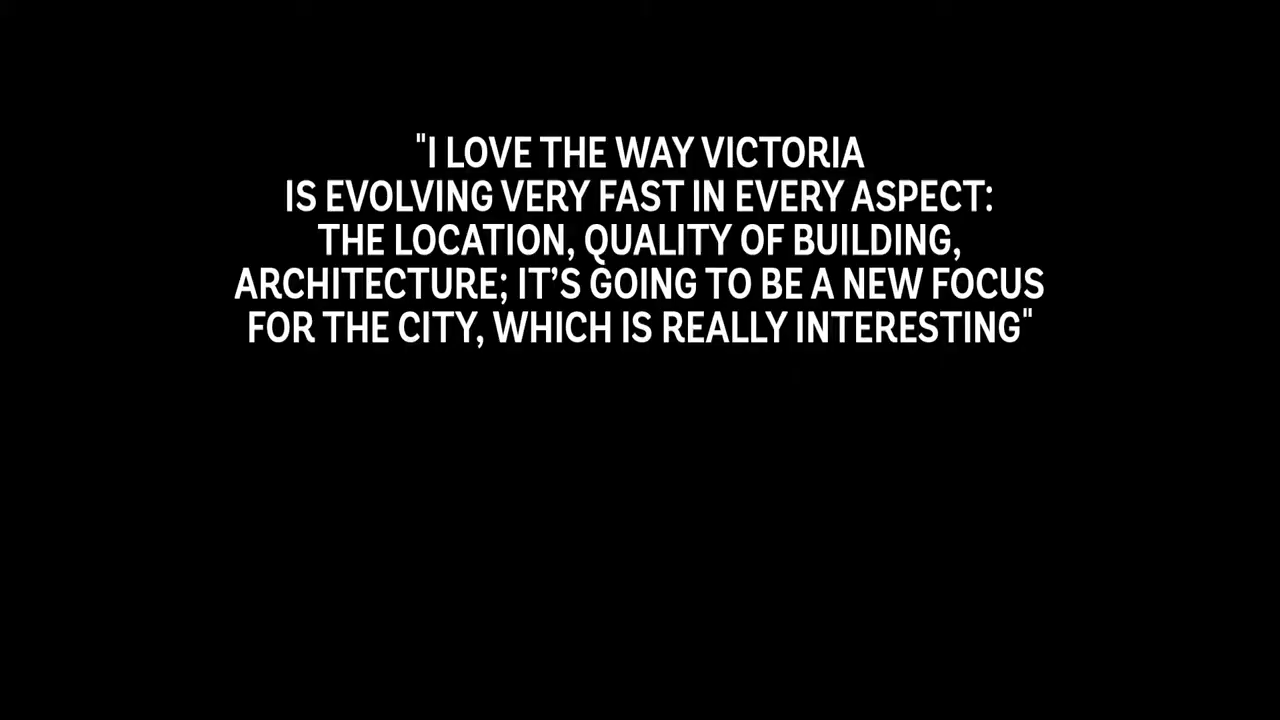 "I LOVE THE WAY VICTORIA
IS EVOLVING VERY FAST IN EVERY ASPECT:
THE LOCATION, QUALITY OF BUILDING,
ARCHITECTURE; IT’S GOING TO BE A NEW FOCUS
FOR THE CITY, WHICH IS REALLY INTERESTING"